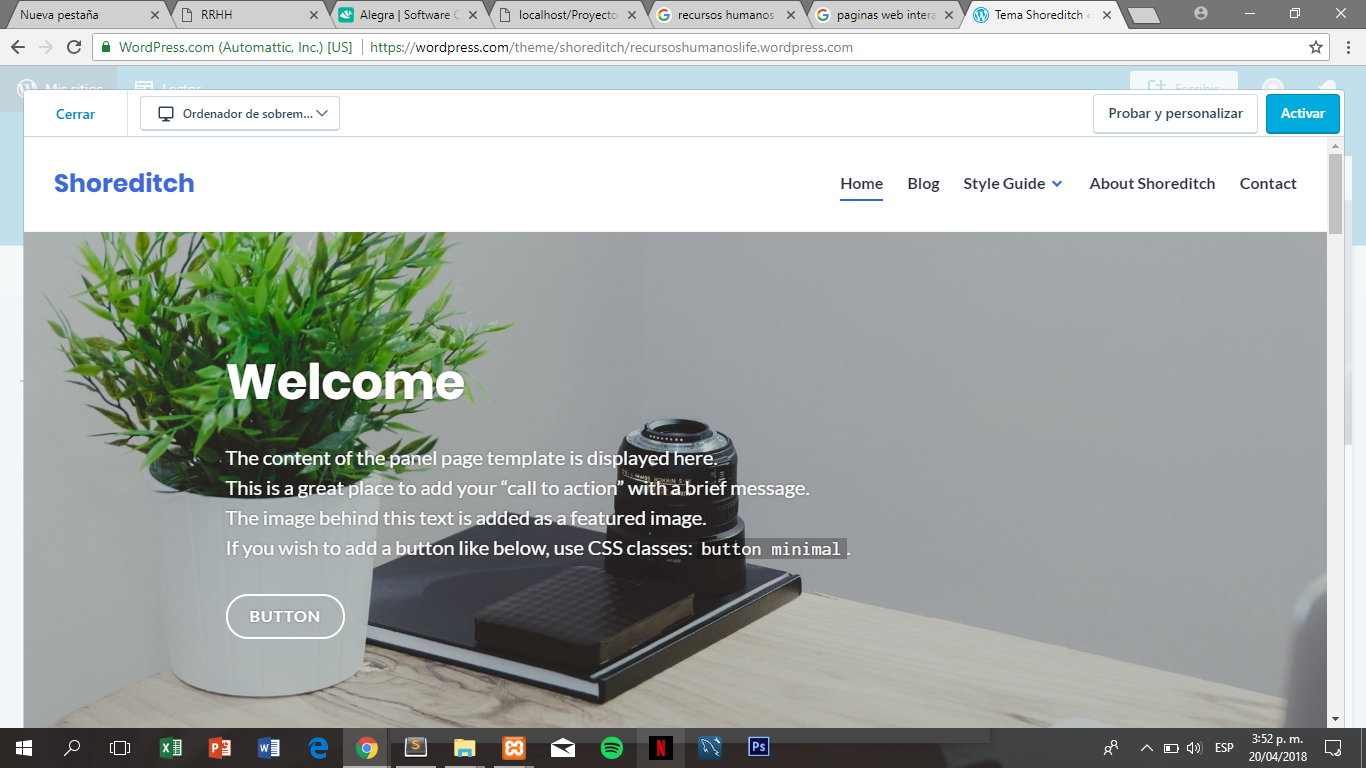 Nueva pestaña
RRHH
Alegra | Software C
localhost/Proyecto
recursos humanos
paginas web intera
Tema Shoreditch
WordPress.com (Automattic, Inc.) [US]
https://wordpress.com/theme/shoreditch/recursoshumanoslife.wordpress.com
Mis sitios
Lector
Escribir
Cerrar
Ordenador de sobrem...
Probar y personalizar
Activar
Shoreditch
Home
Blog
Style Guide
About Shoreditch
Contact
Welcome
The content of the panel page template is displayed here.
This is a great place to add your “call to action” with a brief message.
The image behind this text is added as a featured image.
If you wish to add a button like below, use CSS classes: button minimal.
BUTTON
ESP
3:52 p. m.
20/04/2018